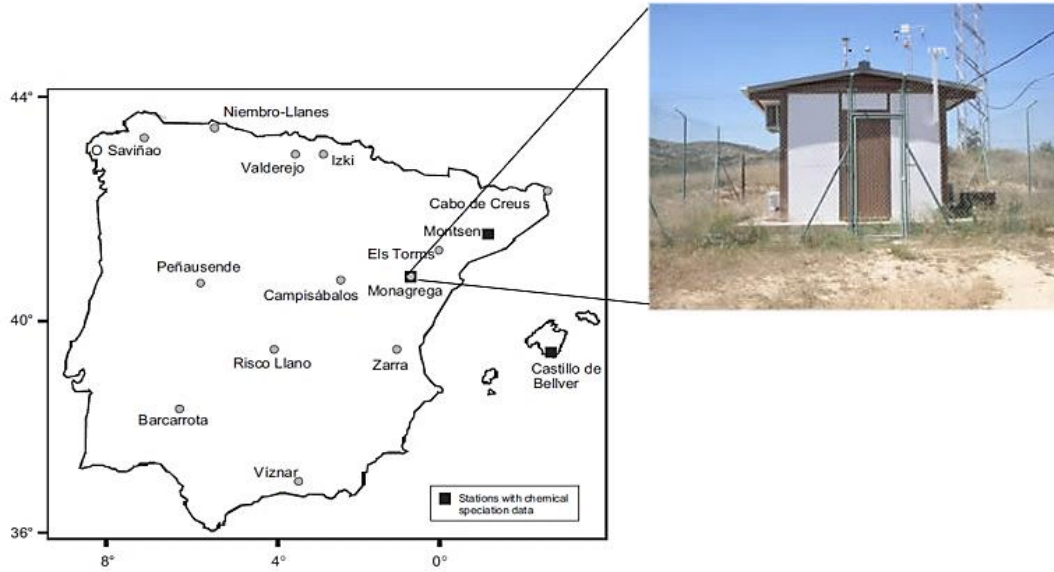 44°
Niembro-Llanes
Saviñao
Valderejo
Izki
Cabo de Creus
Montsen
Els Torms
Peñausende
Campisábalos
Monagrega
40°
Risco Llano
Zarra
Castillo de
Bellver
Barcarrota
Víznar
Stations with chemical
speciation data
36°
8°
4°
0°